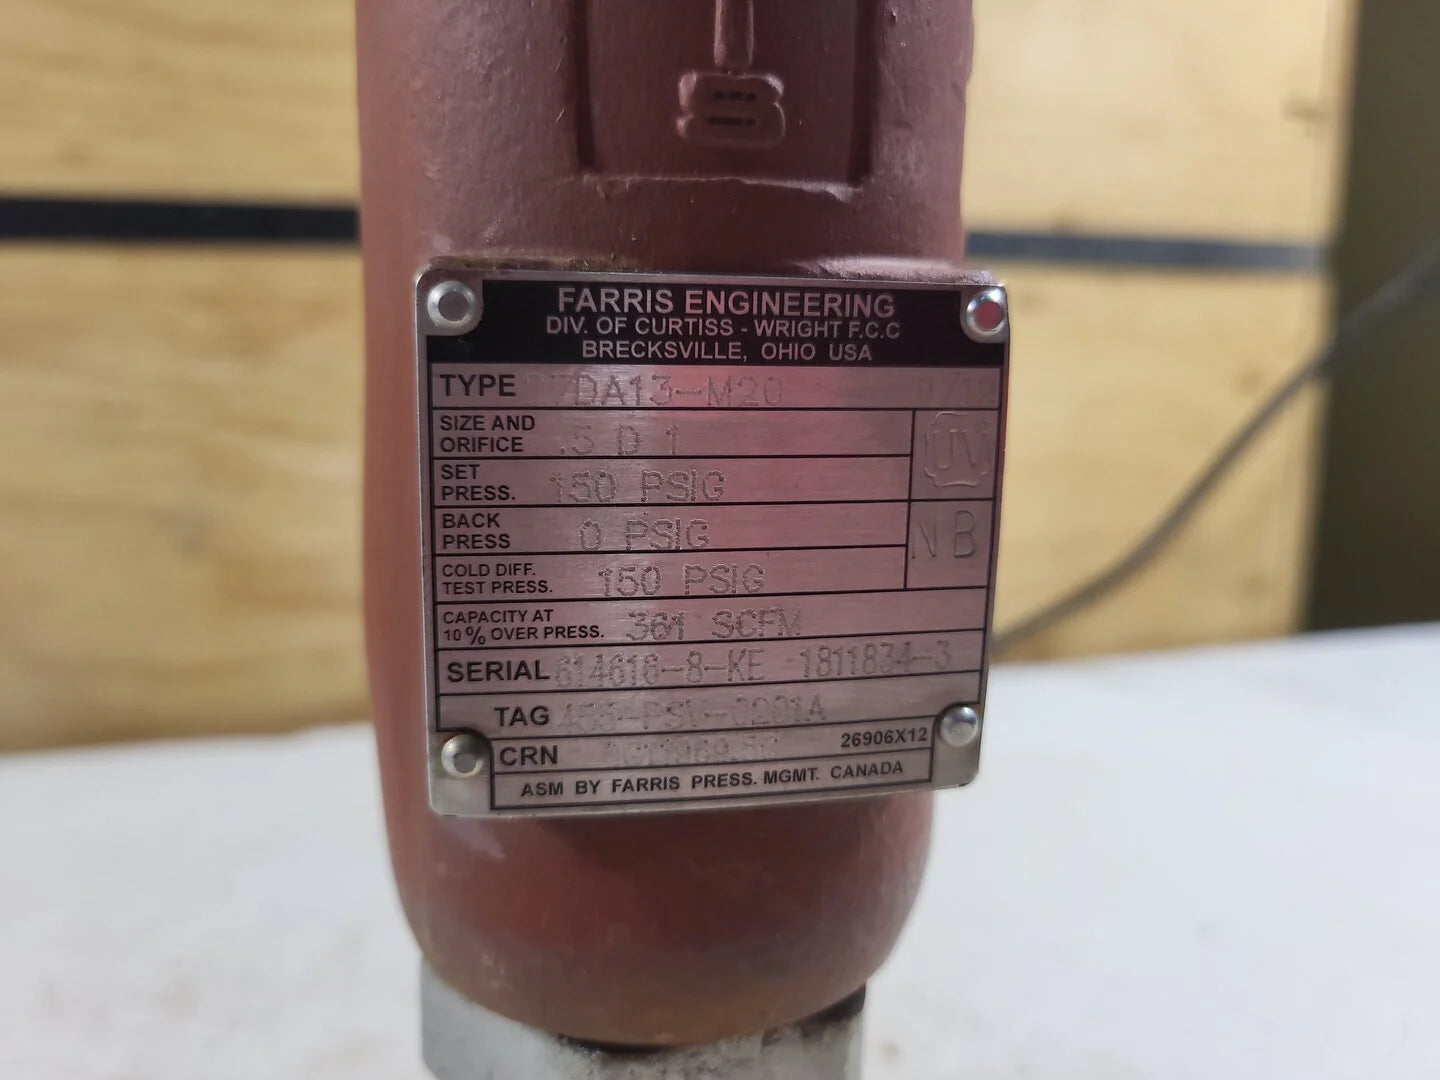 FARRIS ENGINEERING
DIV. OF CURTISS - WRIGHT F.C.C
BRECKSVILLE, OHIO USA
TYPE 27DA13-M20
SIZE AND ORIFICE .5 D 1
UV
SET PRESS. 150 PSIG
BACK PRESS 0 PSIG
NB
COLD DIFF. TEST PRESS. 150 PSIG
CAPACITY AT 10% OVER PRESS. 361 SCFM
SERIAL 614616-8-KE 1811834-3
TAG
CRN
26906X12
ASM BY FARRIS PRESS. MGMT. CANADA